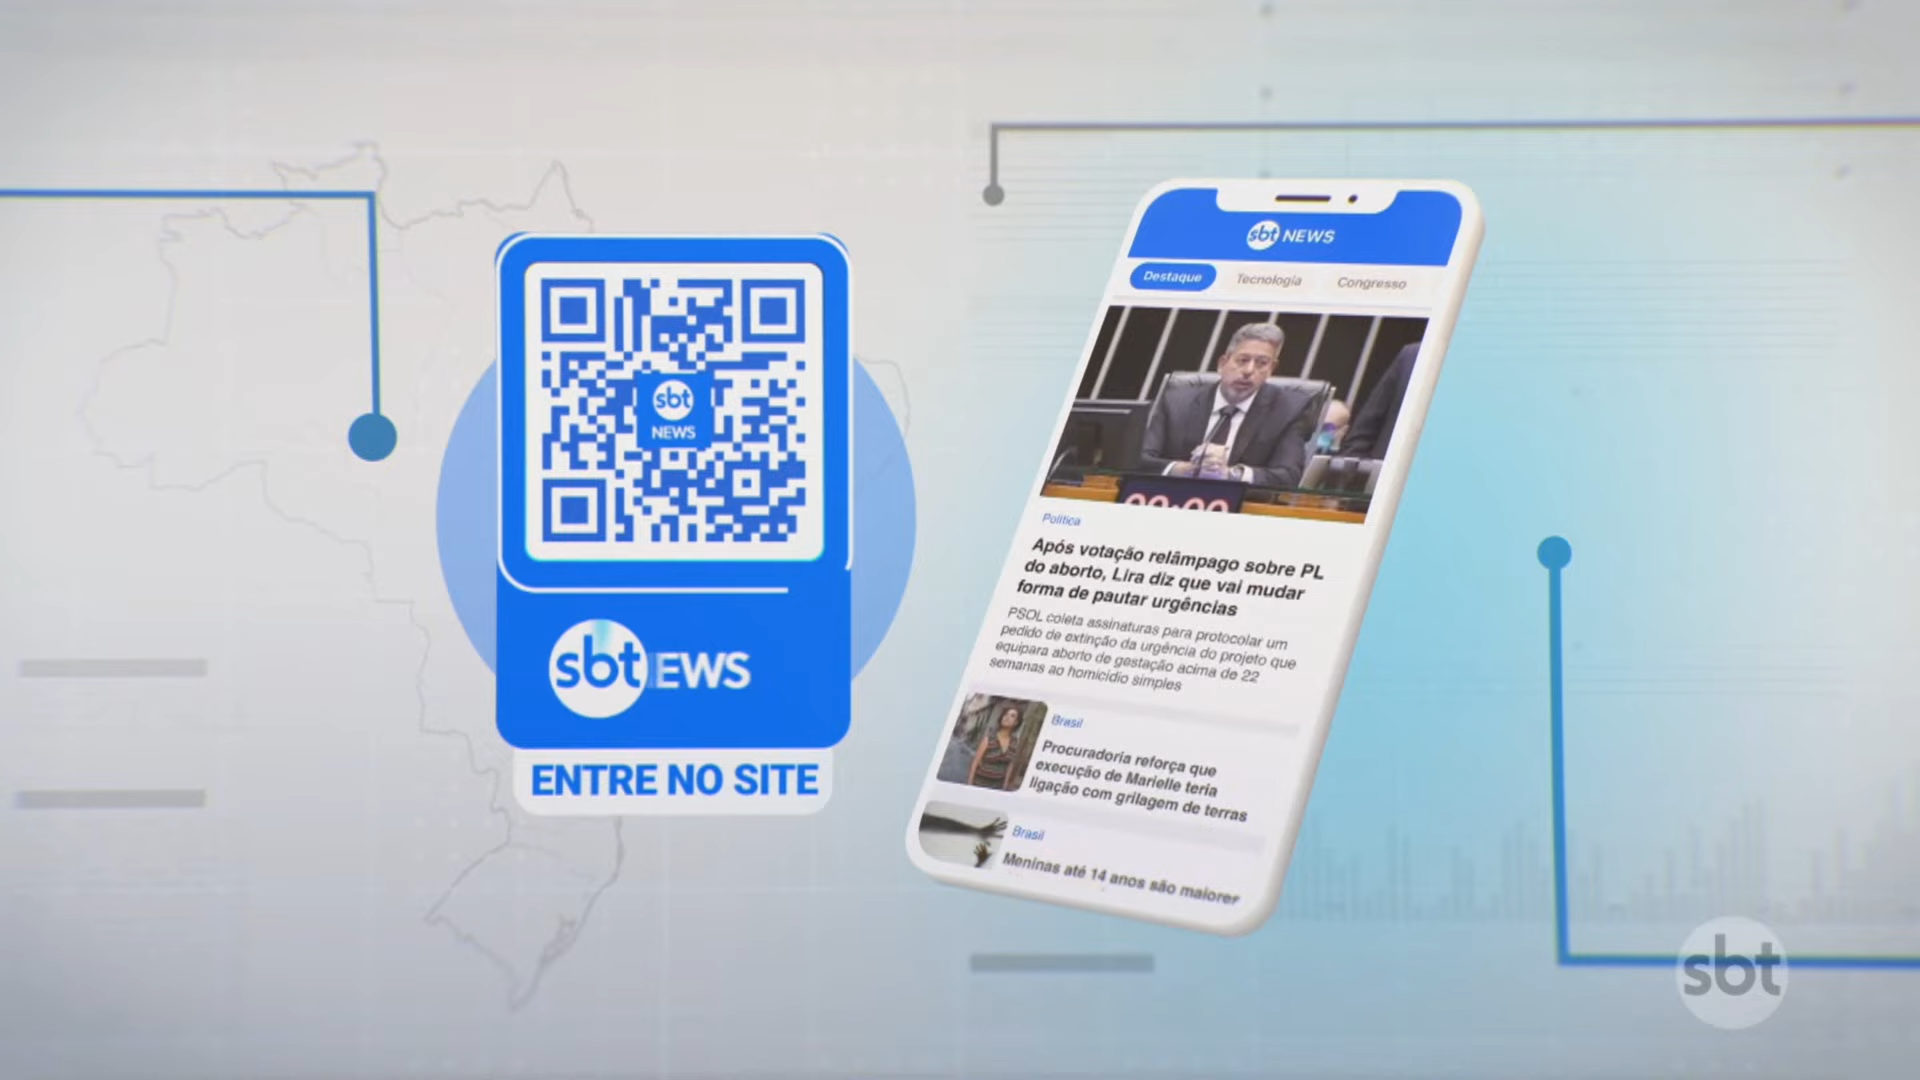 sbt
NEWS
sbt EWS
ENTRE NO SITE
sbt NEWS
Destaque Tecnologia Congresso
00:00
Política
Após votação relâmpago sobre PL
do aborto, Lira diz que vai mudar
forma de pautar urgências
PSOL coleta assinaturas para protocolar um
pedido de extinção da urgência do projeto que
equipara aborto de gestação acima de 22
semanas ao homicídio simples
Brasil
Procuradoria reforça que
execução de Marielle teria
ligação com grilagem de terras
Brasil
Meninas até 14 anos são maiores
sbt